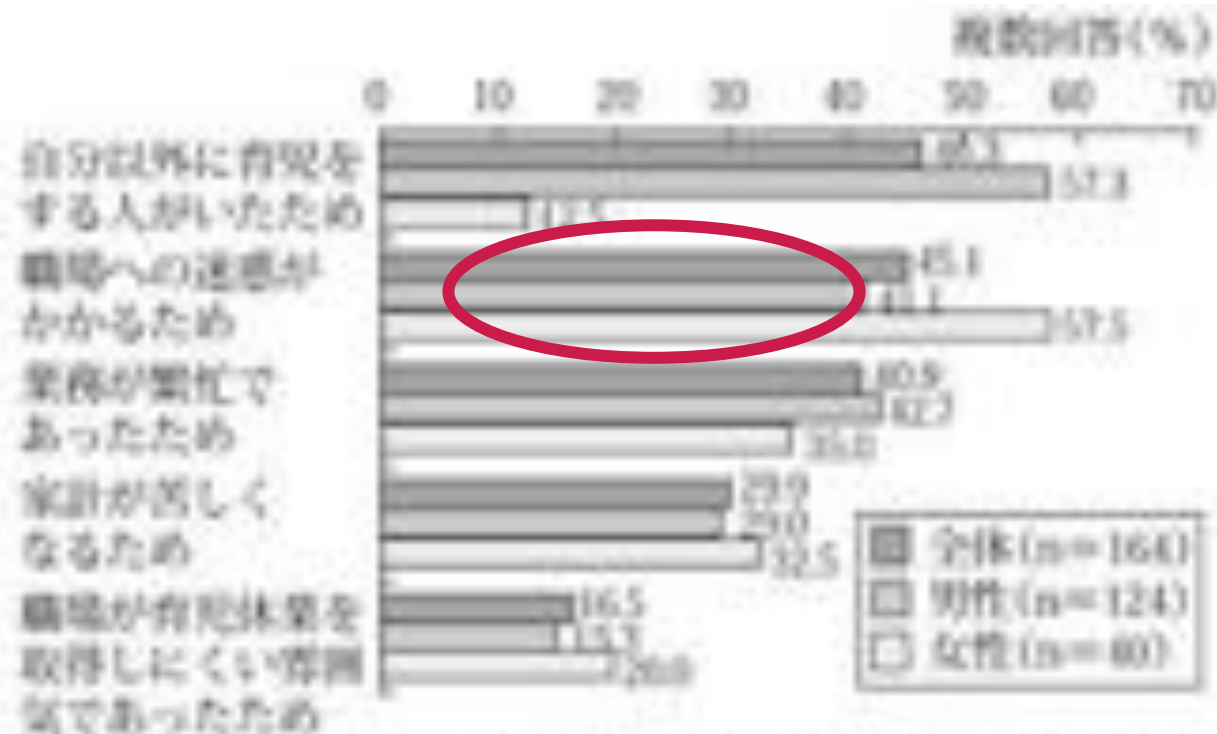 複数回答(%)
0 10 20 30 40 50 60 70
自分以外に育児を
する人がいたため
57.3
12.5
職場への迷惑が
かかるため
45.1
57.5
業務が繁忙で
あったため
40.9
42.7
35.0
家計が苦しく
なるため
29.9
29.0
32.5
職場が育児休業を
取得しにくい雰囲
気であったため
16.5
20.0
全体(n=164)
男性(n=124)
女性(n=40)